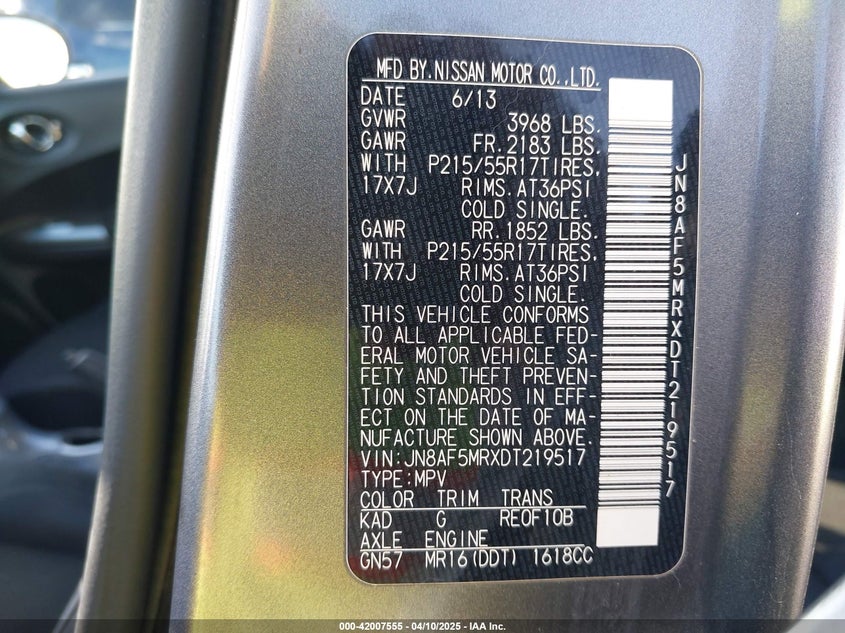 MFD BY.NISSAN MOTOR CO.,LTD.
DATE 6/13
GVWR 3968 LBS.
GAWR FR.2183 LBS.
WITH P215/55R17TIRES.
17X7J RIMS.AT36PSI
COLD SINGLE.
GAWR RR.1852 LBS.
WITH P215/55R17TIRES.
17X7J RIMS.AT36PSI
COLD SINGLE.
THIS VEHICLE CONFORMS
TO ALL APPLICABLE FED-
ERAL MOTOR VEHICLE SA-
FETY AND THEFT PREVEN-
TION STANDARDS IN EFF-
ECT ON THE DATE OF MA-
NUFACTURE SHOWN ABOVE.
VIN:JN8AF5MRXDT219517
TYPE:MPV
COLOR TRIM TRANS
KAD G RE0F10B
AXLE ENGINE
GN57 MR16(DDT) 1618CC
JN8AF5MRXDT219517
000-42007555 - 04/10/2025 - IAA Inc.